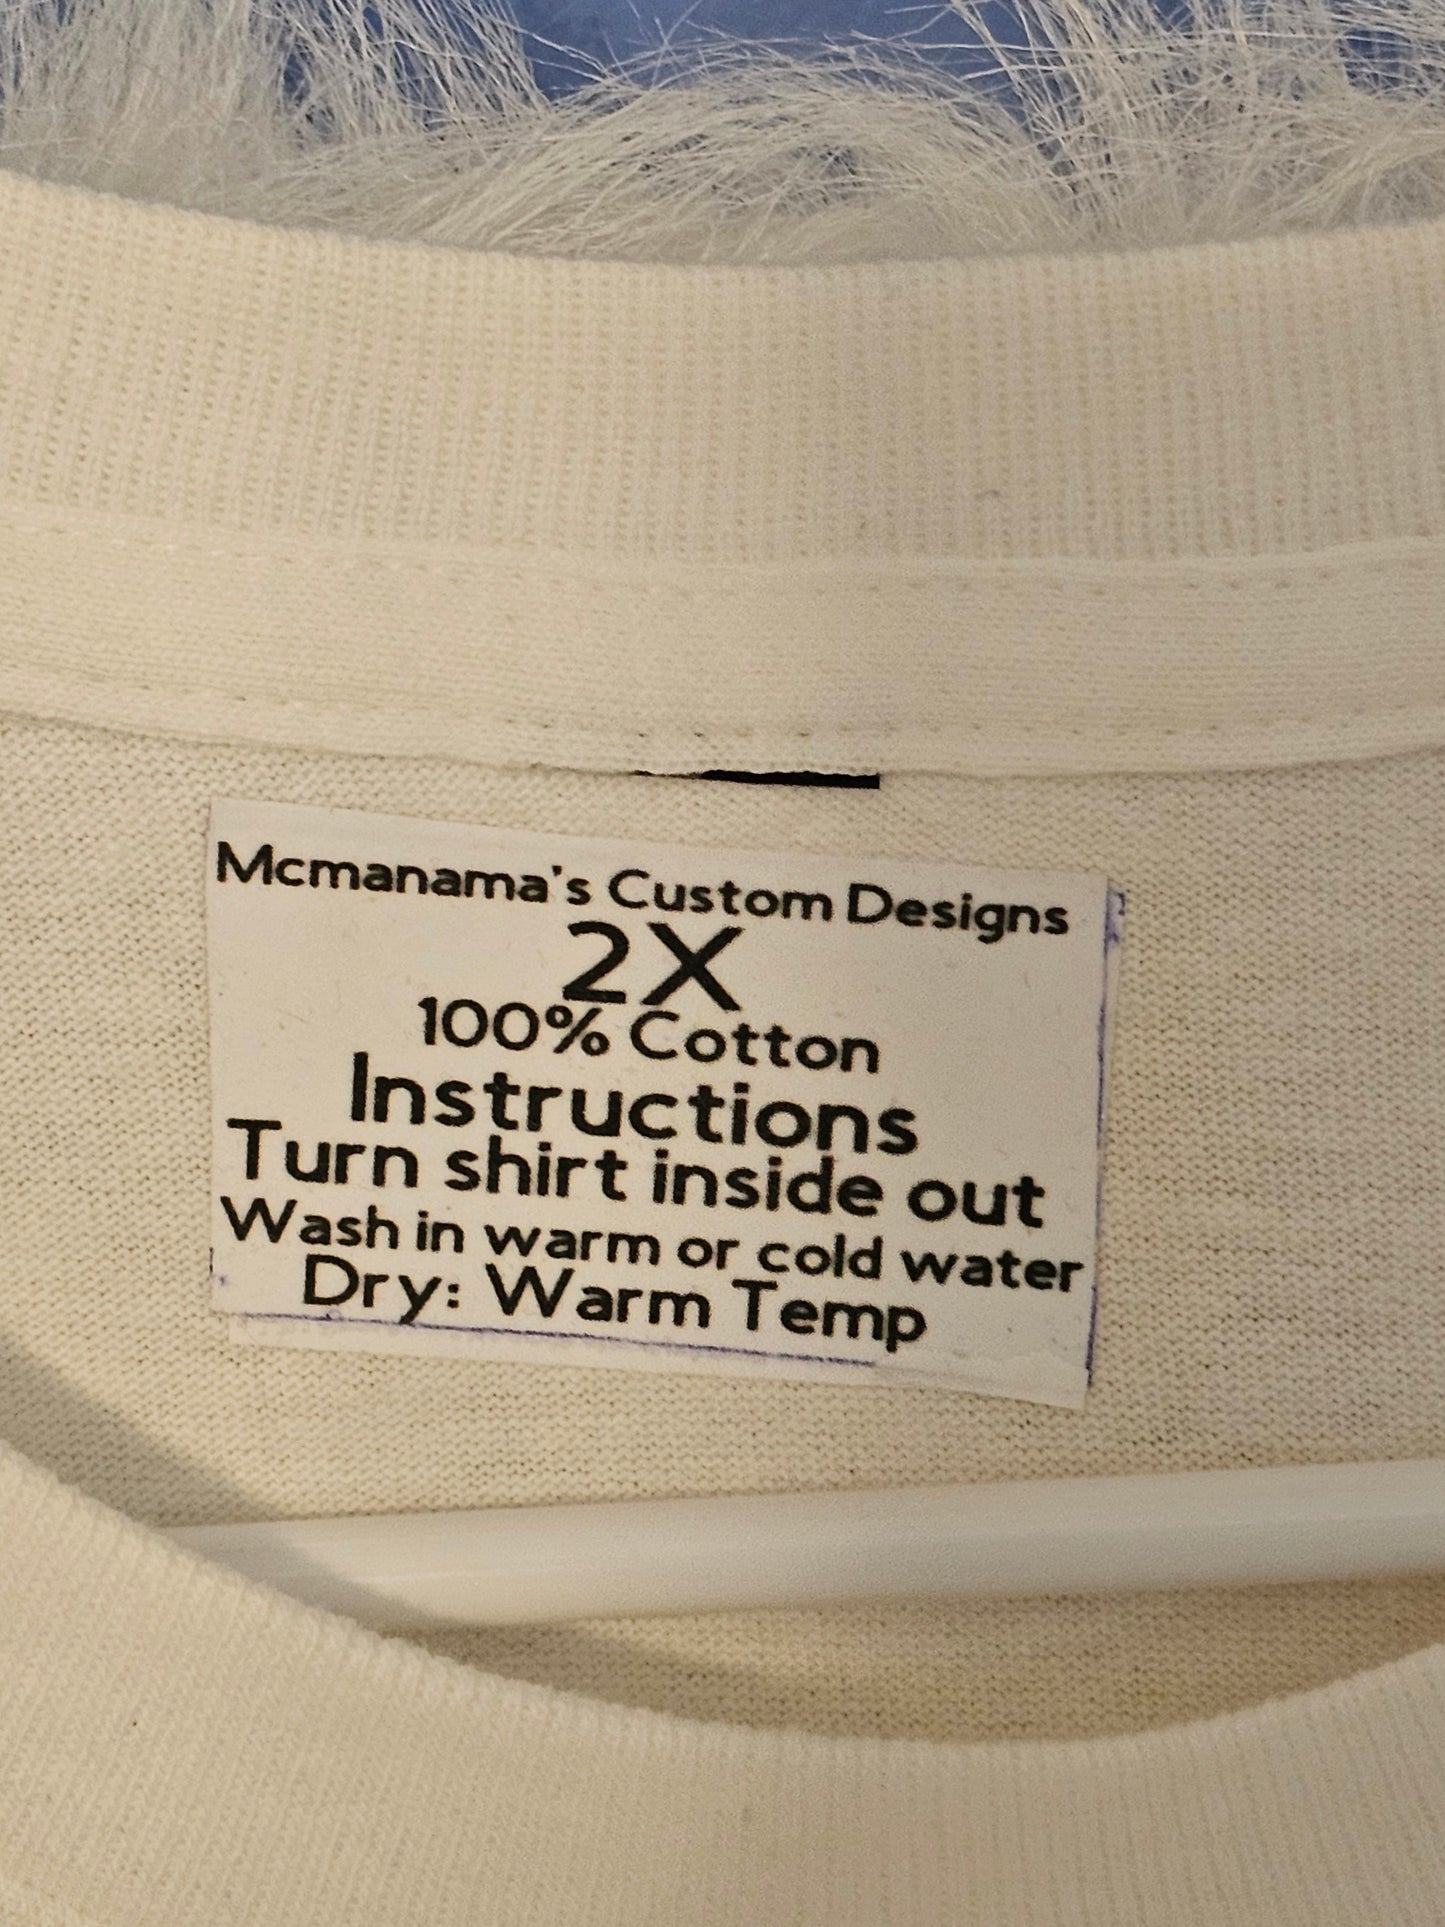 Mcmanama's Custom Designs
2X
100% Cotton
Instructions
Turn shirt inside out
Wash in warm or cold water
Dry: Warm Temp